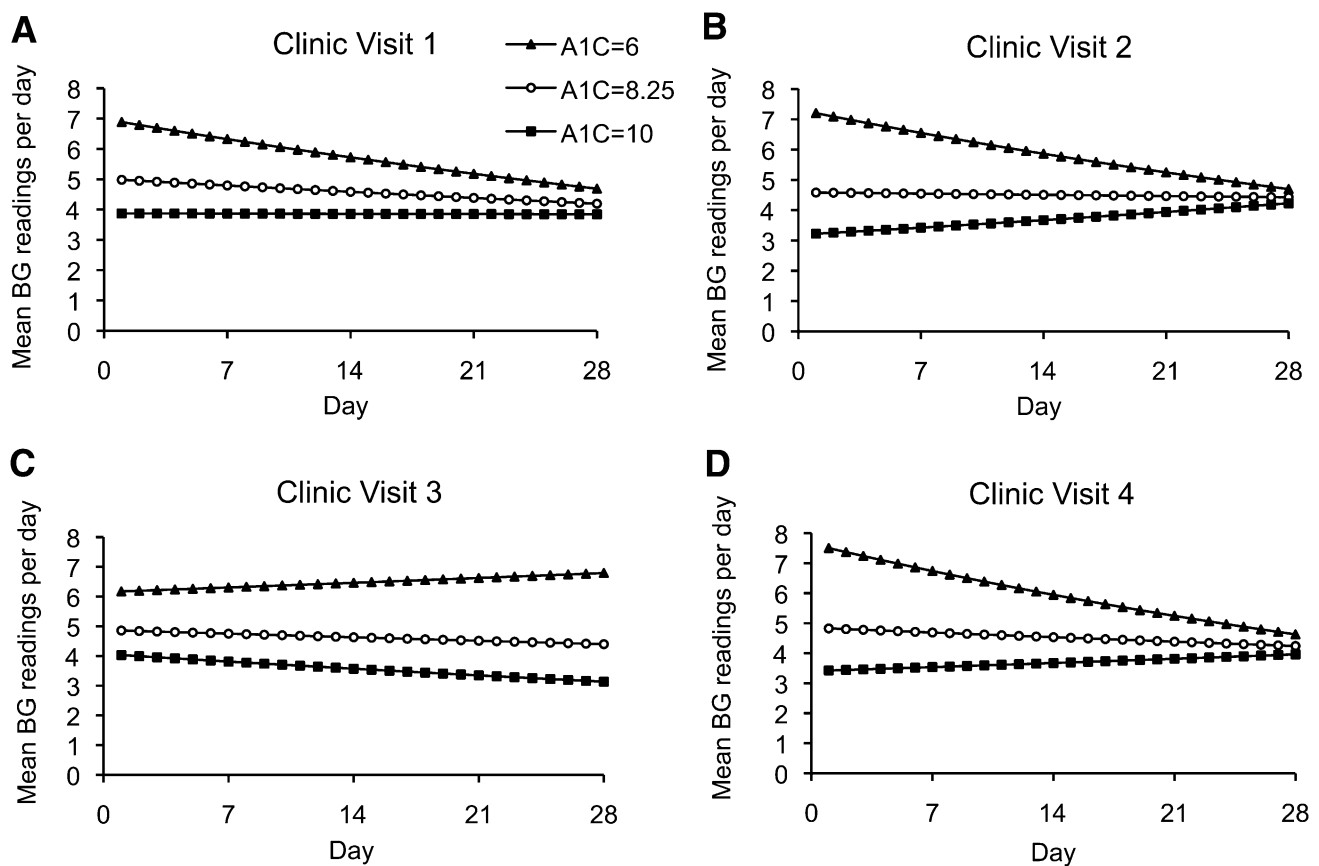 A
Clinic Visit 1
A1C=6
A1C=8.25
A1C=10
Mean BG readings per day
8
7
6
5
4
3
2
1
0
0 7 14 21 28
Day
B
Clinic Visit 2
Mean BG readings per day
8
7
6
5
4
3
2
1
0
0 7 14 21 28
Day
C
Clinic Visit 3
Mean BG readings per day
8
7
6
5
4
3
2
1
0
0 7 14 21 28
Day
D
Clinic Visit 4
Mean BG readings per day
8
7
6
5
4
3
2
1
0
0 7 14 21 28
Day